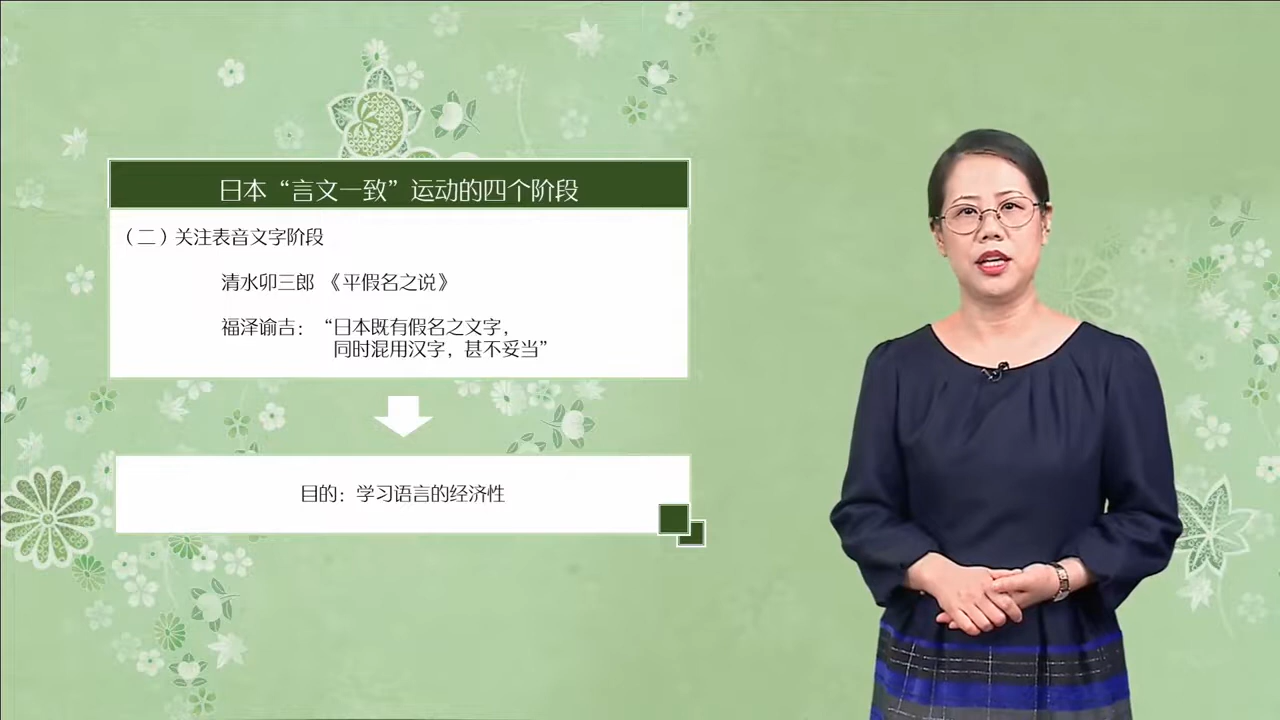 日本“言文一致”运动的四个阶段
（二）关注表音文字阶段
清水卯三郎 《平假名之说》
福泽谕吉：“日本既有假名之文字，
同时混用汉字，甚不妥当”
目的：学习语言的经济性